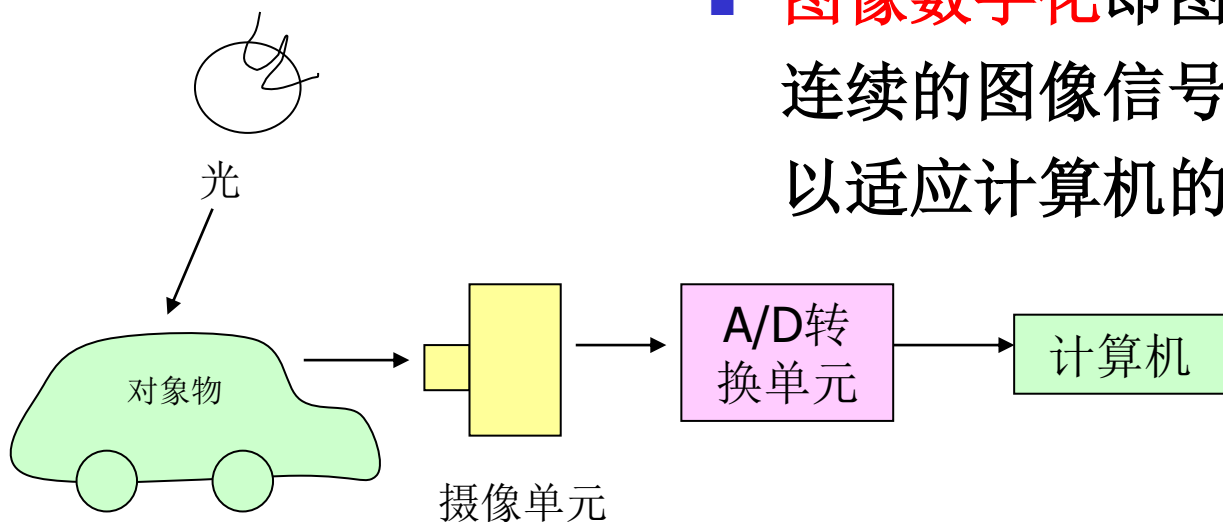 图像数字化即图
连续的图像信号
以适应计算机的
光
对象物
摄像单元
A/D转
换单元
计算机